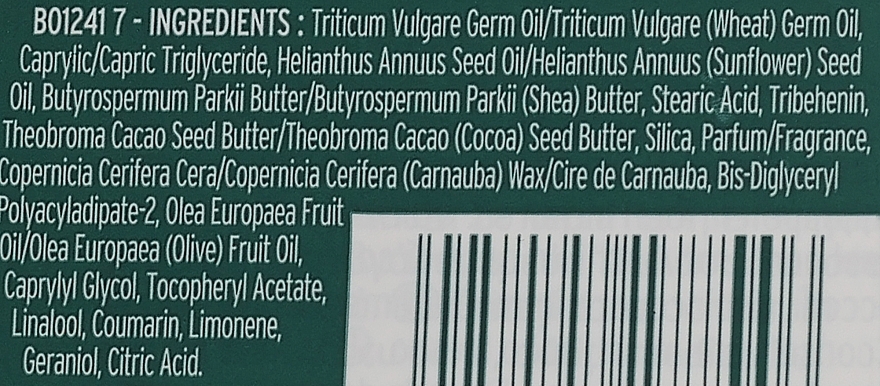 B01241 7 - INGREDIENTS : Triticum Vulgare Germ Oil/Triticum Vulgare (Wheat) Germ Oil,
Caprylic/Capric Triglyceride, Helianthus Annuus Seed Oil/Helianthus Annuus (Sunflower) Seed
Oil, Butyrospermum Parkii Butter/Butyrospermum Parkii (Shea) Butter, Stearic Acid, Tribehenin,
Theobroma Cacao Seed Butter/Theobroma Cacao (Cocoa) Seed Butter, Silica, Parfum/Fragrance,
Copernicia Cerifera Cera/Copernicia Cerifera (Carnauba) Wax/Cire de Carnauba, Bis-Diglyceryl
Polyacyladipate-2, Olea Europaea Fruit
Oil/Olea Europaea (Olive) Fruit Oil,
Caprylyl Glycol, Tocopheryl Acetate,
Linalool, Coumarin, Limonene,
Geraniol, Citric Acid.